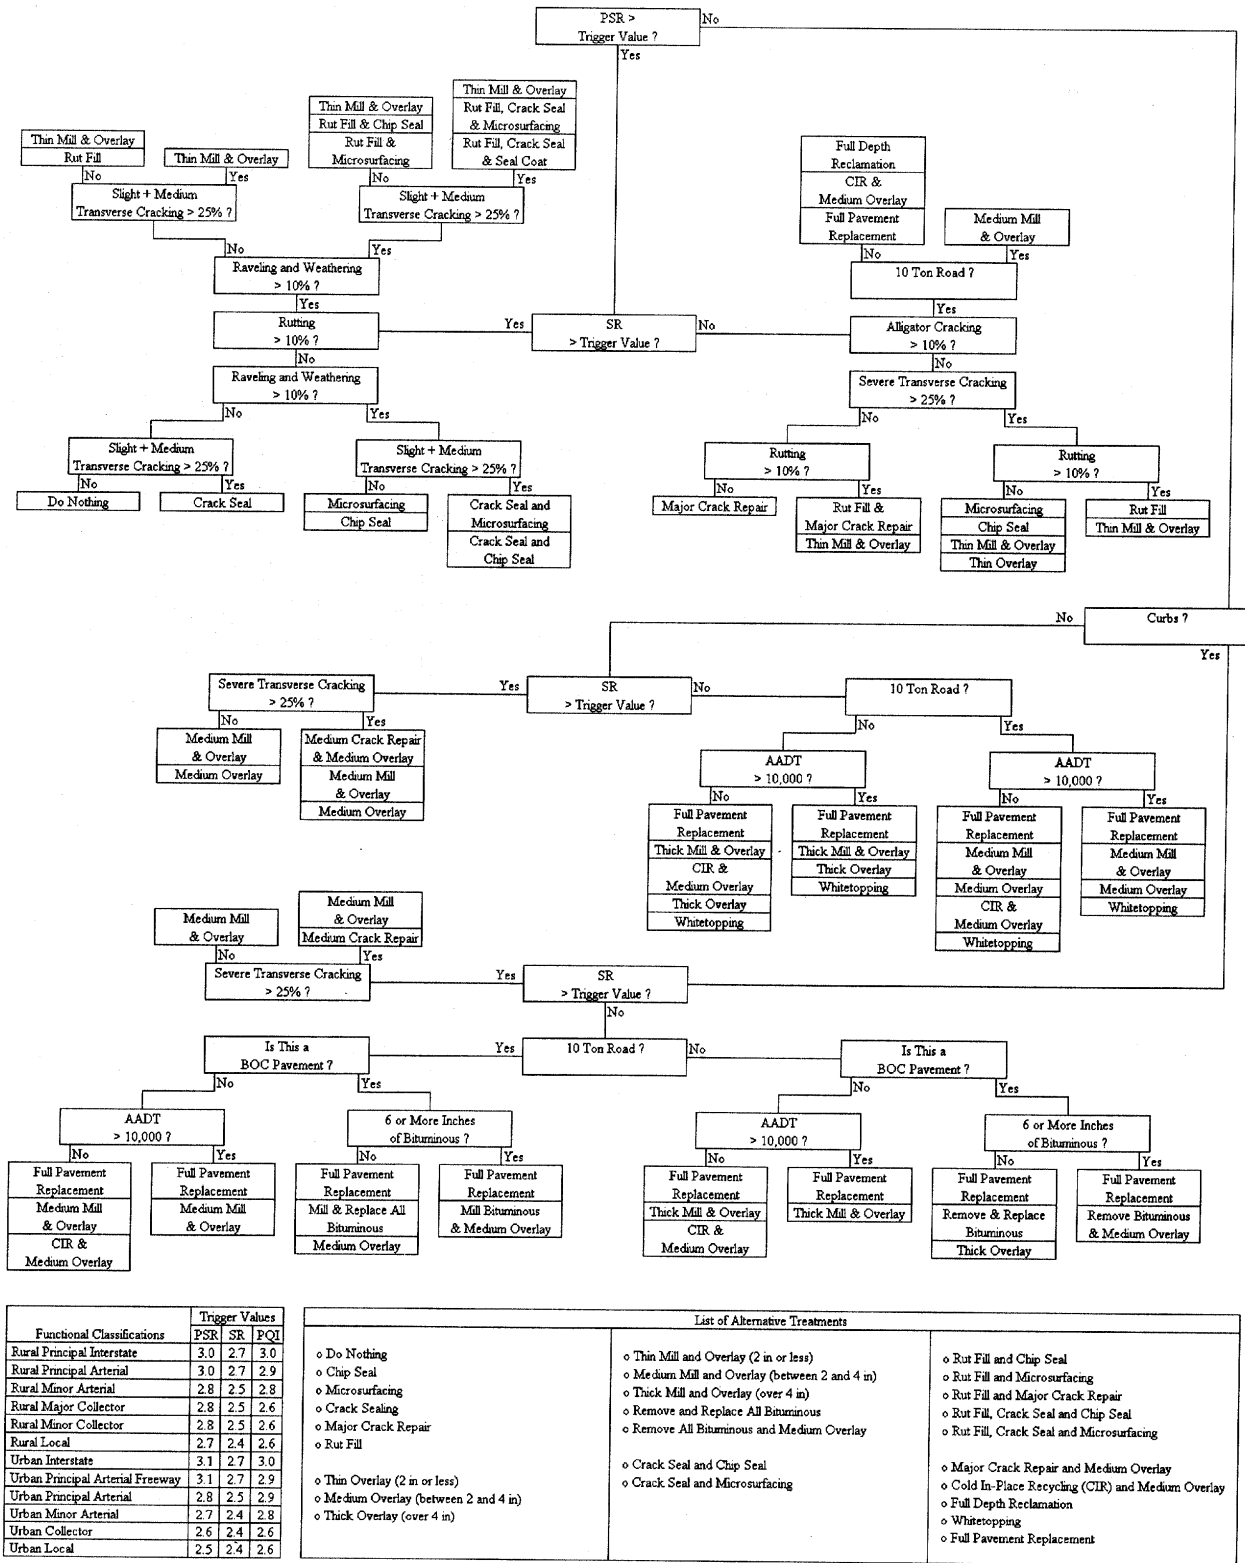 PSR >
Trigger Value ?
No
Yes
Thin Mill & Overlay
Rut Fill
No
Thin Mill & Overlay
Yes
Slight + Medium
Transverse Cracking > 25% ?
Thin Mill & Overlay
Rut Fill & Chip Seal
Rut Fill &
Microsurfacing
No
Thin Mill & Overlay
Rut Fill, Crack Seal
& Microsurfacing
Rut Fill, Crack Seal
& Seal Coat
Yes
Slight + Medium
Transverse Cracking > 25% ?
No
Yes
Raveling and Weathering
> 10% ?
Yes
Rutting
> 10% ?
Yes
SR
> Trigger Value ?
No
Full Depth
Reclamation
CIR &
Medium Overlay
Full Pavement
Replacement
No
Medium Mill
& Overlay
Yes
10 Ton Road ?
Yes
Alligator Cracking
> 10% ?
No
Severe Transverse Cracking
> 25% ?
No
Yes
No
Raveling and Weathering
> 10% ?
No
Yes
Slight + Medium
Transverse Cracking > 25% ?
No
Yes
Do Nothing
Crack Seal
Slight + Medium
Transverse Cracking > 25% ?
No
Yes
Microsurfacing
Chip Seal
Crack Seal and
Microsurfacing
Crack Seal and
Chip Seal
Rutting
> 10% ?
No
Yes
Major Crack Repair
Rut Fill &
Major Crack Repair
Thin Mill & Overlay
Rutting
> 10% ?
No
Yes
Microsurfacing
Chip Seal
Thin Mill & Overlay
Thin Overlay
Rut Fill
Thin Mill & Overlay
Curbs ?
No
Yes
Severe Transverse Cracking
> 25% ?
Yes
SR
> Trigger Value ?
No
10 Ton Road ?
No
Yes
Medium Mill
& Overlay
Medium Overlay
Medium Crack Repair
& Medium Overlay
Medium Mill
& Overlay
Medium Overlay
No
Yes
AADT
> 10,000 ?
No
Yes
Full Pavement
Replacement
Thick Mill & Overlay
CIR &
Medium Overlay
Thick Overlay
Whitetopping
Full Pavement
Replacement
Thick Mill & Overlay
Thick Overlay
Whitetopping
AADT
> 10,000 ?
No
Yes
Full Pavement
Replacement
Medium Mill
& Overlay
Medium Overlay
CIR &
Medium Overlay
Whitetopping
Full Pavement
Replacement
Medium Mill
& Overlay
Medium Overlay
Whitetopping
Medium Mill
& Overlay
No
Medium Mill
& Overlay
Medium Crack Repair
Yes
Severe Transverse Cracking
> 25% ?
Yes
SR
> Trigger Value ?
No
Is This a
BOC Pavement ?
Yes
10 Ton Road ?
No
Is This a
BOC Pavement ?
No
Yes
No
Yes
AADT
> 10,000 ?
No
Yes
Full Pavement
Replacement
Medium Mill
& Overlay
CIR &
Medium Overlay
Full Pavement
Replacement
Medium Mill
& Overlay
6 or More Inches
of Bituminous ?
No
Yes
Full Pavement
Replacement
Mill & Replace All
Bituminous
Medium Overlay
Full Pavement
Replacement
Mill Bituminous
& Medium Overlay
AADT
> 10,000 ?
No
Yes
Full Pavement
Replacement
Thick Mill & Overlay
CIR &
Medium Overlay
Full Pavement
Replacement
Thick Mill & Overlay
6 or More Inches
of Bituminous ?
No
Yes
Full Pavement
Replacement
Remove & Replace
Bituminous
Thick Overlay
Full Pavement
Replacement
Remove Bituminous
& Medium Overlay
Trigger Values
Functional Classifications PSR SR PQI
Rural Principal Interstate 3.0 2.7 3.0
Rural Principal Arterial 3.0 2.7 2.9
Rural Minor Arterial 2.8 2.5 2.8
Rural Major Collector 2.8 2.5 2.6
Rural Minor Collector 2.8 2.5 2.6
Rural Local 2.7 2.4 2.6
Urban Interstate 3.1 2.7 3.0
Urban Principal Arterial Freeway 3.1 2.7 2.9
Urban Principal Arterial 2.8 2.5 2.9
Urban Minor Arterial 2.7 2.4 2.8
Urban Collector 2.6 2.4 2.6
Urban Local 2.5 2.4 2.6
List of Alternative Treatments
o Do Nothing
o Chip Seal
o Microsurfacing
o Crack Sealing
o Major Crack Repair
o Rut Fill
o Thin Overlay (2 in or less)
o Medium Overlay (between 2 and 4 in)
o Thick Overlay (over 4 in)
o Thin Mill and Overlay (2 in or less)
o Medium Mill and Overlay (between 2 and 4 in)
o Thick Mill and Overlay (over 4 in)
o Remove and Replace All Bituminous
o Remove All Bituminous and Medium Overlay
o Crack Seal and Chip Seal
o Crack Seal and Microsurfacing
o Rut Fill and Chip Seal
o Rut Fill and Microsurfacing
o Rut Fill and Major Crack Repair
o Rut Fill, Crack Seal and Chip Seal
o Rut Fill, Crack Seal and Microsurfacing
o Major Crack Repair and Medium Overlay
o Cold In-Place Recycling (CIR) and Medium Overlay
o Full Depth Reclamation
o Whitetopping
o Full Pavement Replacement